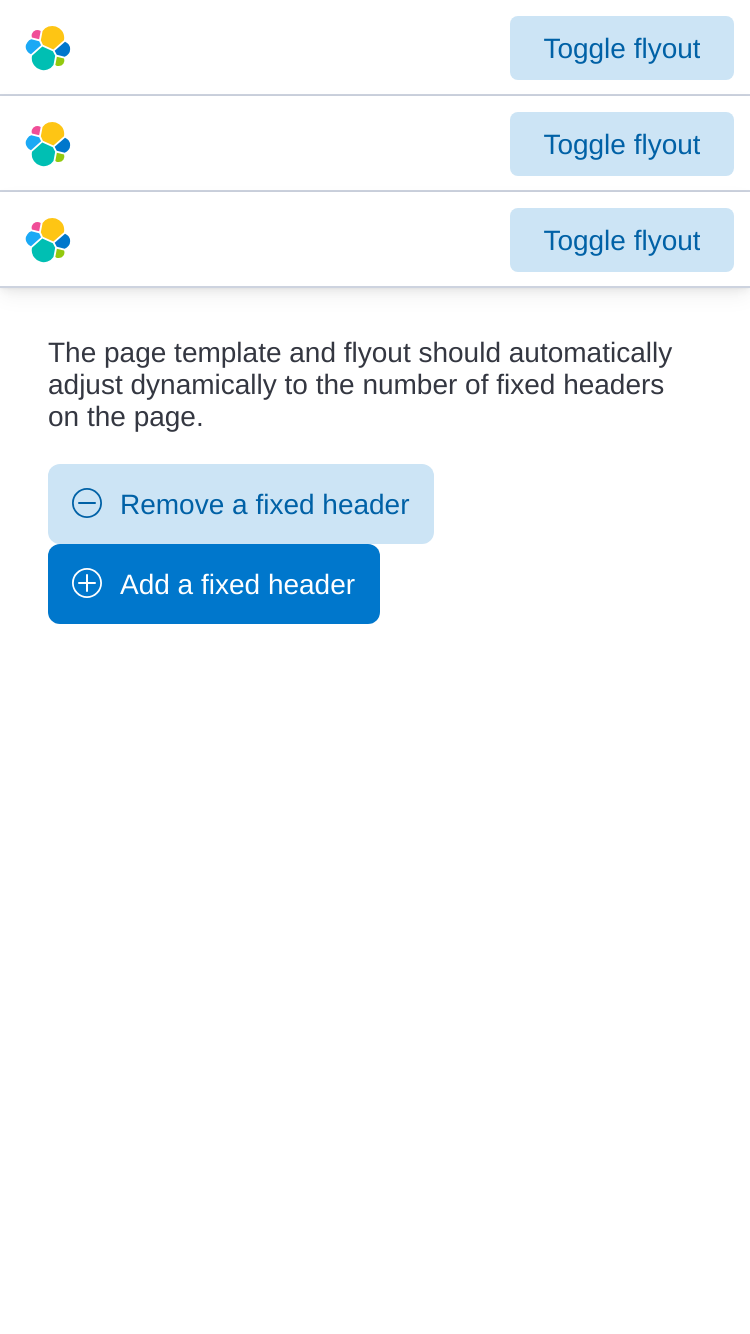 Toggle flyout
Toggle flyout
Toggle flyout
The page template and flyout should automatically
adjust dynamically to the number of fixed headers
on the page.
Remove a fixed header
Add a fixed header